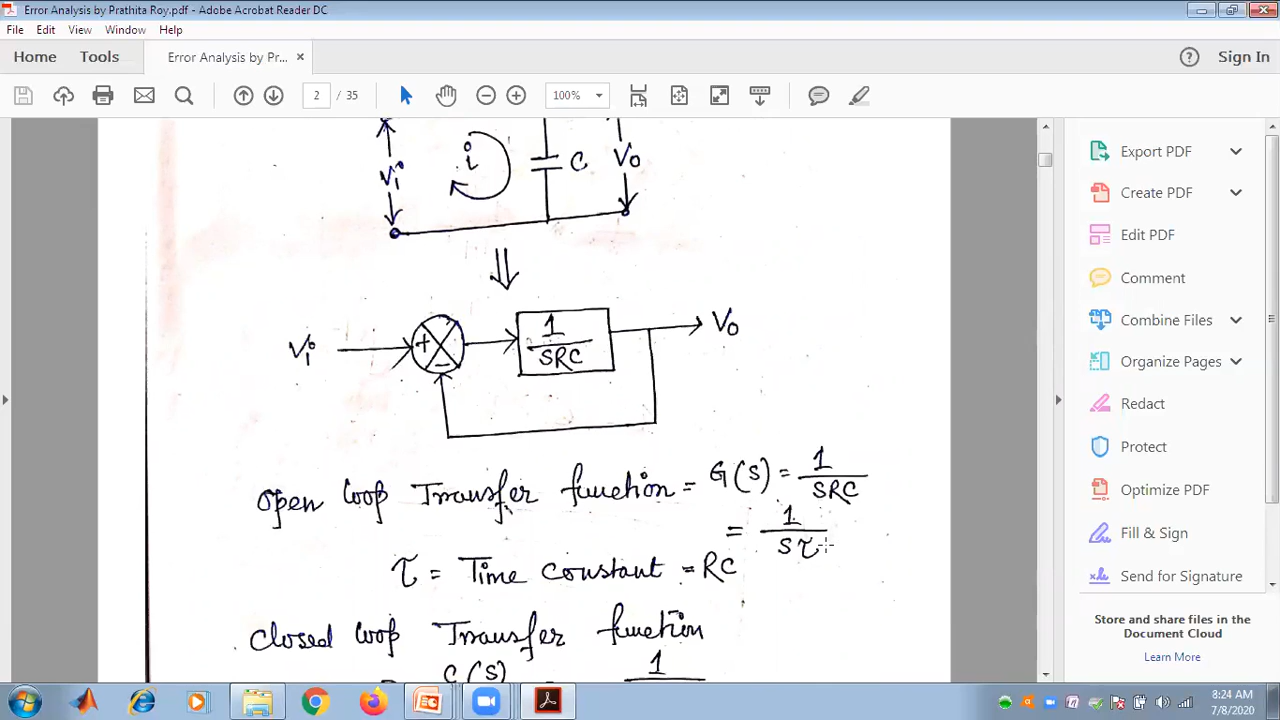 Error Analysis by Prathita Roy.pdf - Adobe Acrobat Reader DC
File Edit View Window Help
Home Tools Error Analysis by Pr... × ? Sign In
2 / 35 100%
Vi i C Vo
⇓
Vi + − 1/SRC Vo
Open loop Transfer function = G(S) = 1/SRC
= 1/Sτ
τ = Time constant = RC
Closed loop Transfer function
C(S) = 1
Export PDF
Create PDF
Edit PDF
Comment
Combine Files
Organize Pages
Redact
Protect
Optimize PDF
Fill & Sign
Send for Signature
Store and share files in the
Document Cloud
Learn More
8:24 AM
7/8/2020